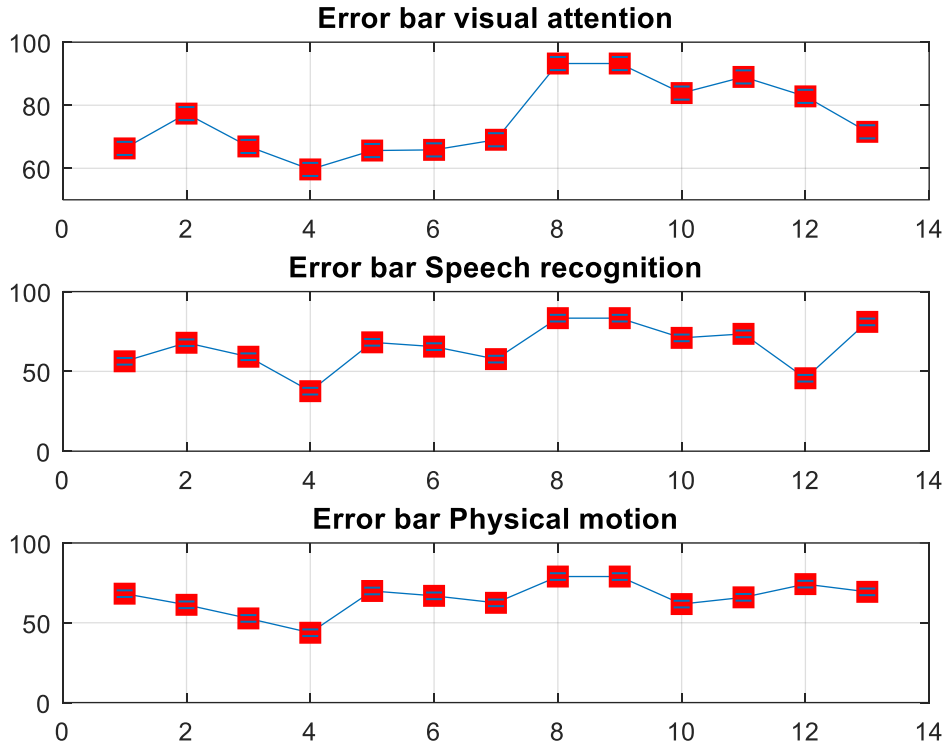 Error bar visual attention
100
80
60
0 2 4 6 8 10 12 14
Error bar Speech recognition
100
50
0
0 2 4 6 8 10 12 14
Error bar Physical motion
100
50
0
0 2 4 6 8 10 12 14